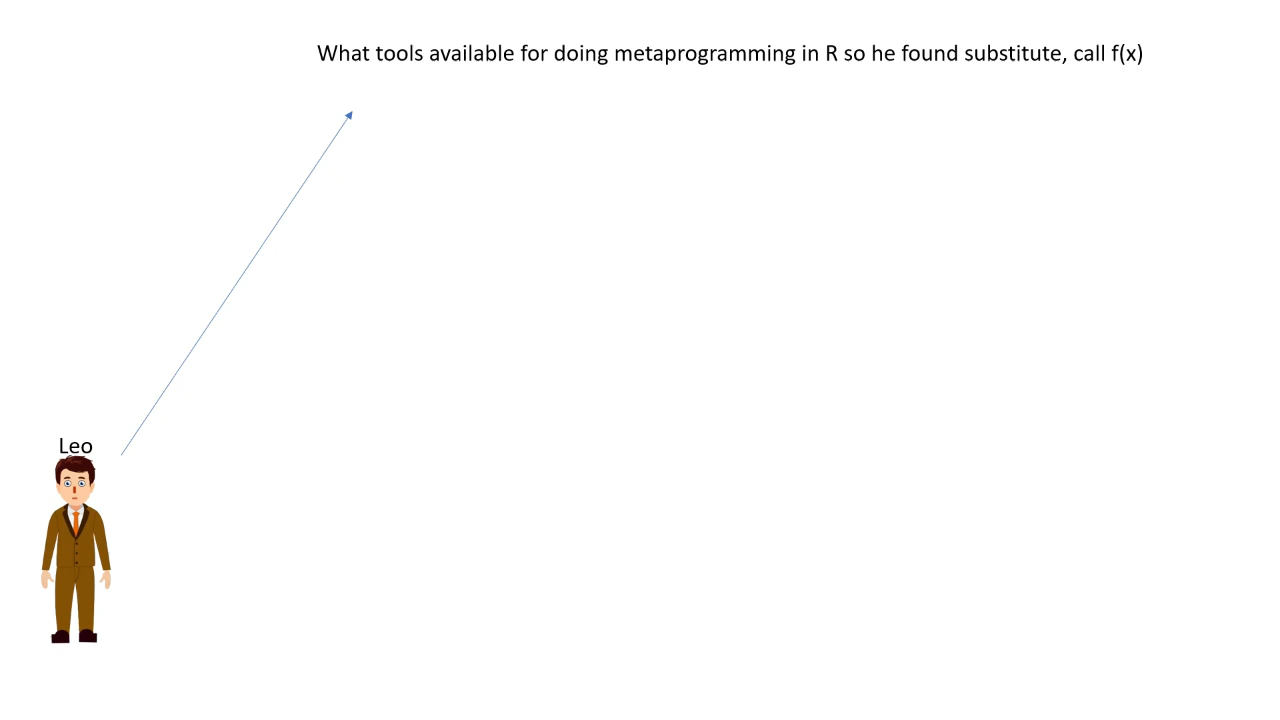 What tools available for doing metaprogramming in R so he found substitute, call f(x)
Leo